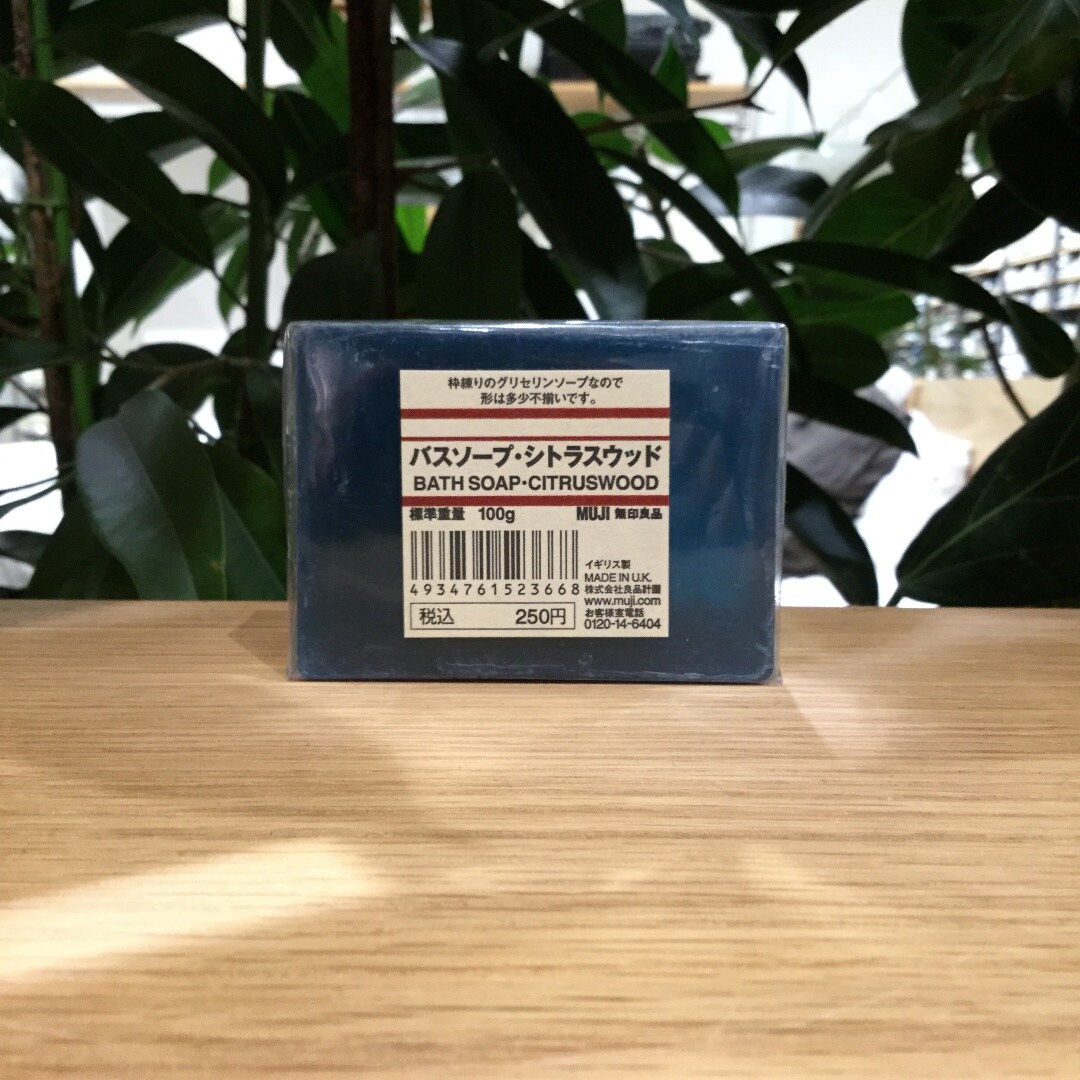 枠練りのグリセリンソープなので
形は多少不揃いです。
バスソープ・シトラスウッド
BATH SOAP・CITRUSWOOD
標準重量 100g MUJI 無印良品
4934761523668
税込 250円
イギリス製
MADE IN U.K.
株式会社良品計画
www.muji.com
お客様室電話
0120-14-6404